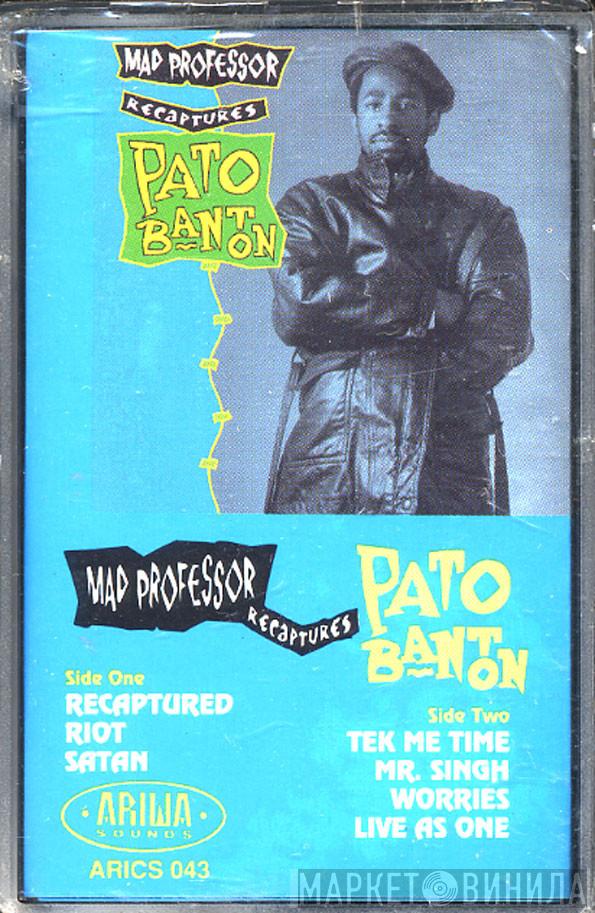 MAD PROFESSOR
RECAPTURES
PATO
BANTON
MAD PROFESSOR
RECAPTURES
PATO
BANTON
Side One
RECAPTURED
RIOT
SATAN
Side Two
TEK ME TIME
MR. SINGH
WORRIES
LIVE AS ONE
• ARIWA •
SOUNDS
ARICS 043
МАРКЕТ ВИНИЛА